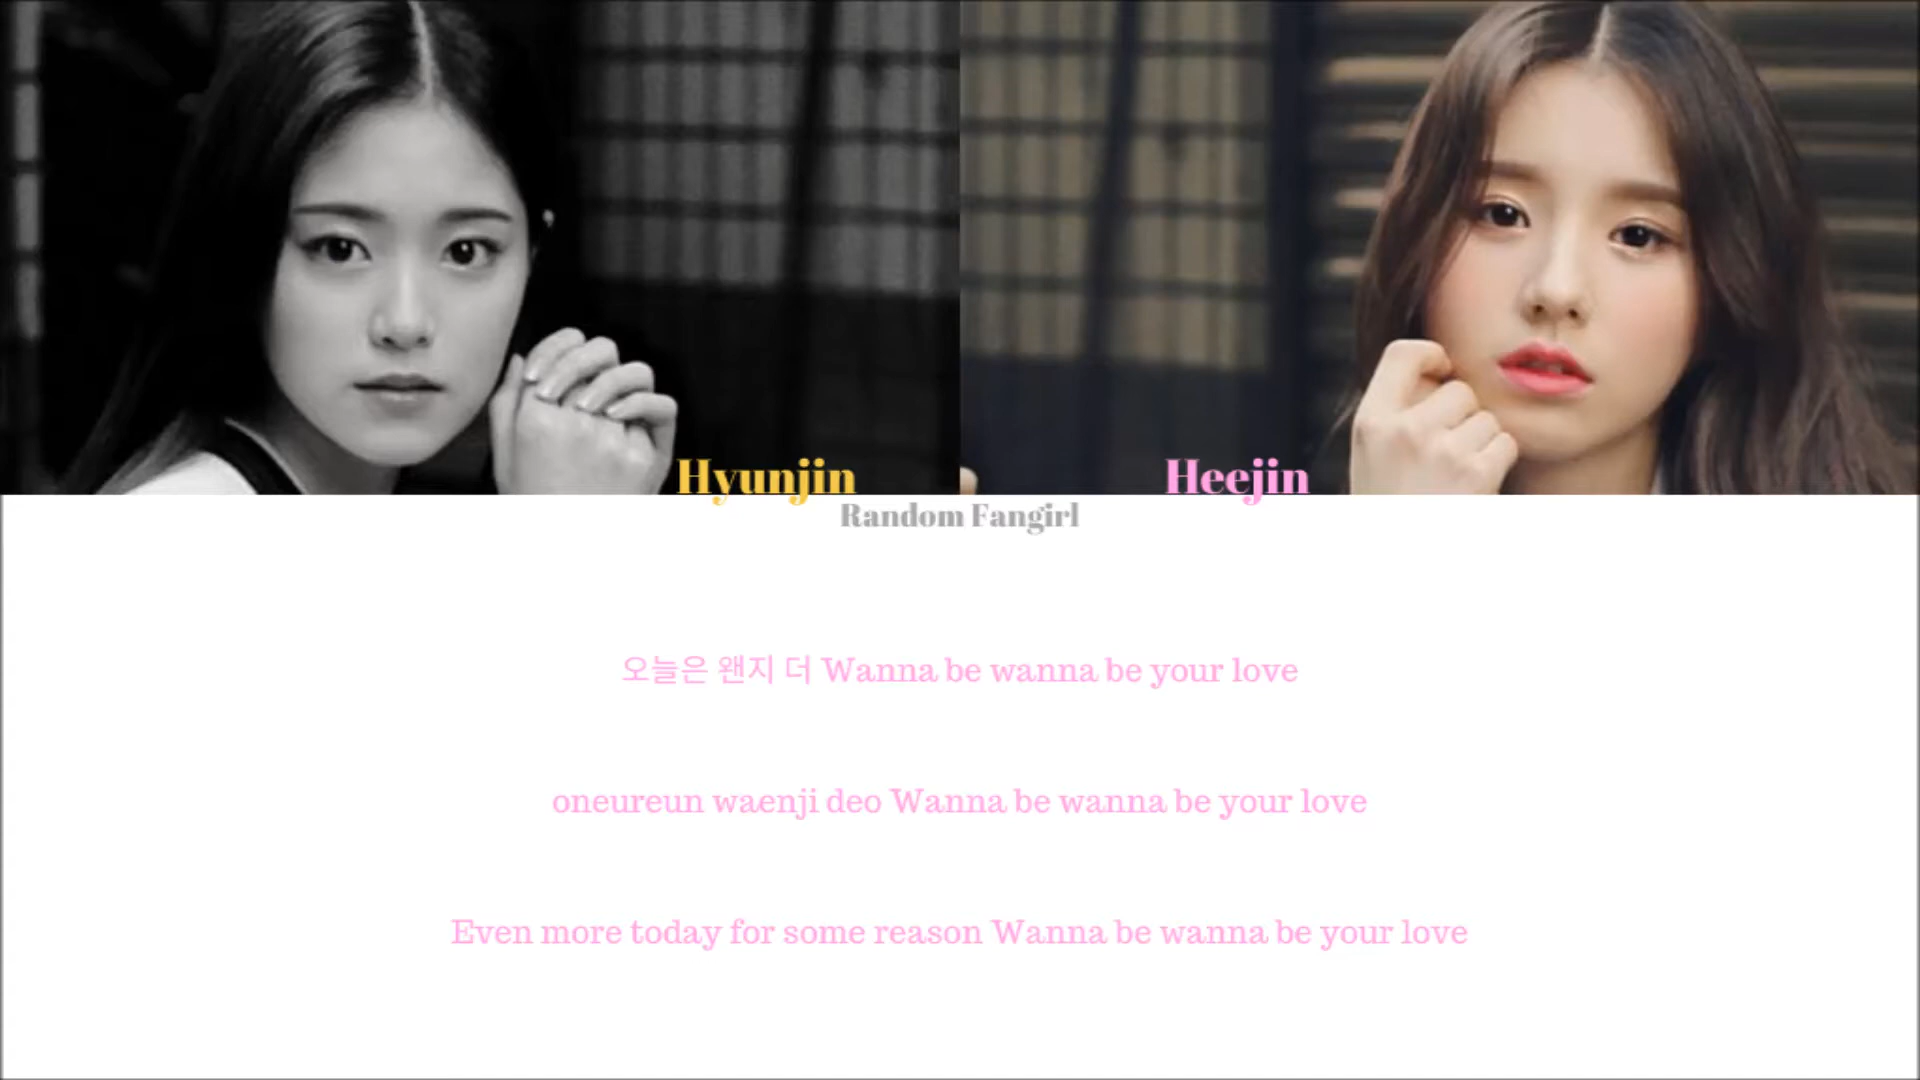 Hyunjin
Heejin
Random Fangirl
오늘은 왠지 더 Wanna be wanna be your love
oneureun waenji deo Wanna be wanna be your love
Even more today for some reason Wanna be wanna be your love